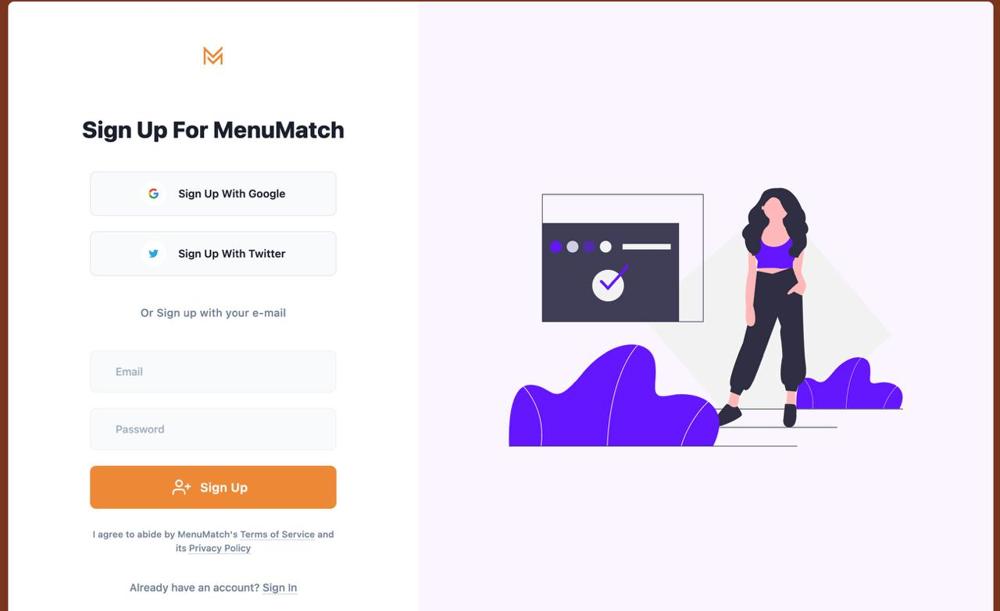 Sign Up For MenuMatch
Sign Up With Google
Sign Up With Twitter
Or Sign up with your e-mail
Email
Password
Sign Up
I agree to abide by MenuMatch's Terms of Service and
its Privacy Policy
Already have an account? Sign In